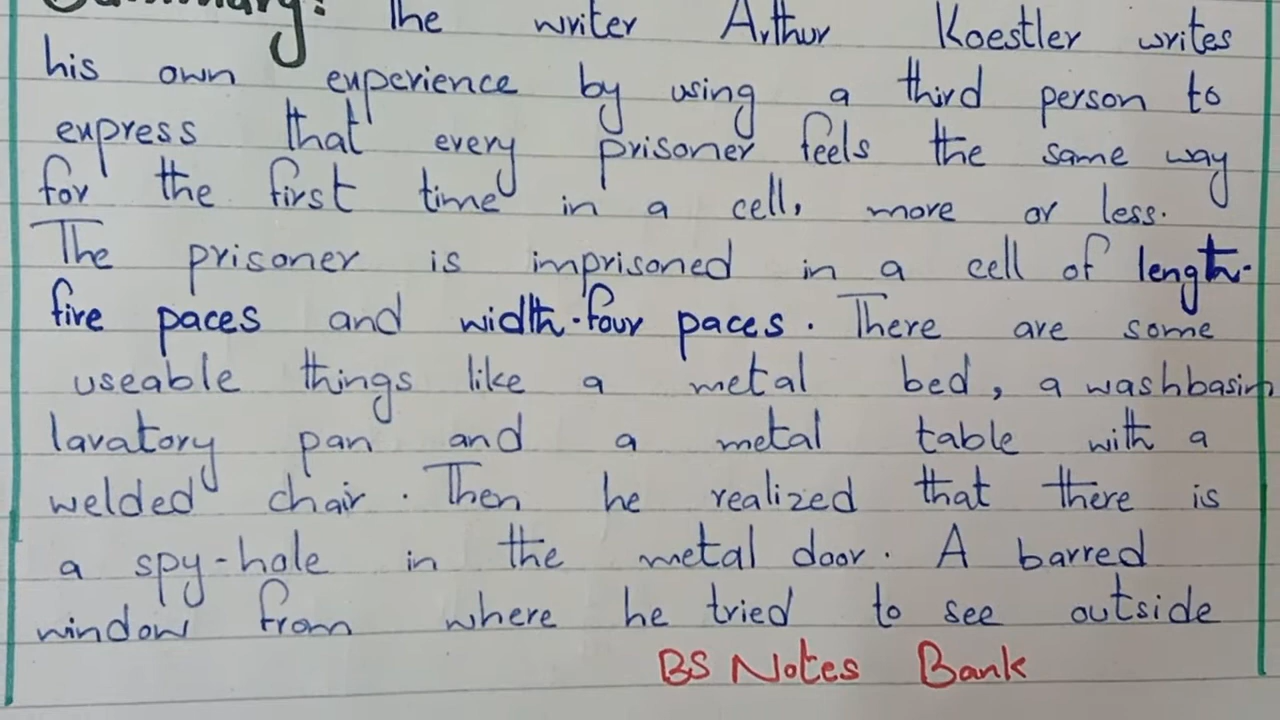 Summary: The writer Arthur Koestler writes
his own experience by using a third person to
express that every prisoner feels the same way
for the first time in a cell, more or less.
The prisoner is imprisoned in a cell of length-
five paces and width-four paces. There are some
useable things like a metal bed, a washbasin
lavatory pan and a metal table with a
welded chair. Then he realized that there is
a spy-hole in the metal door. A barred
window from where he tried to see outside
BS Notes Bank